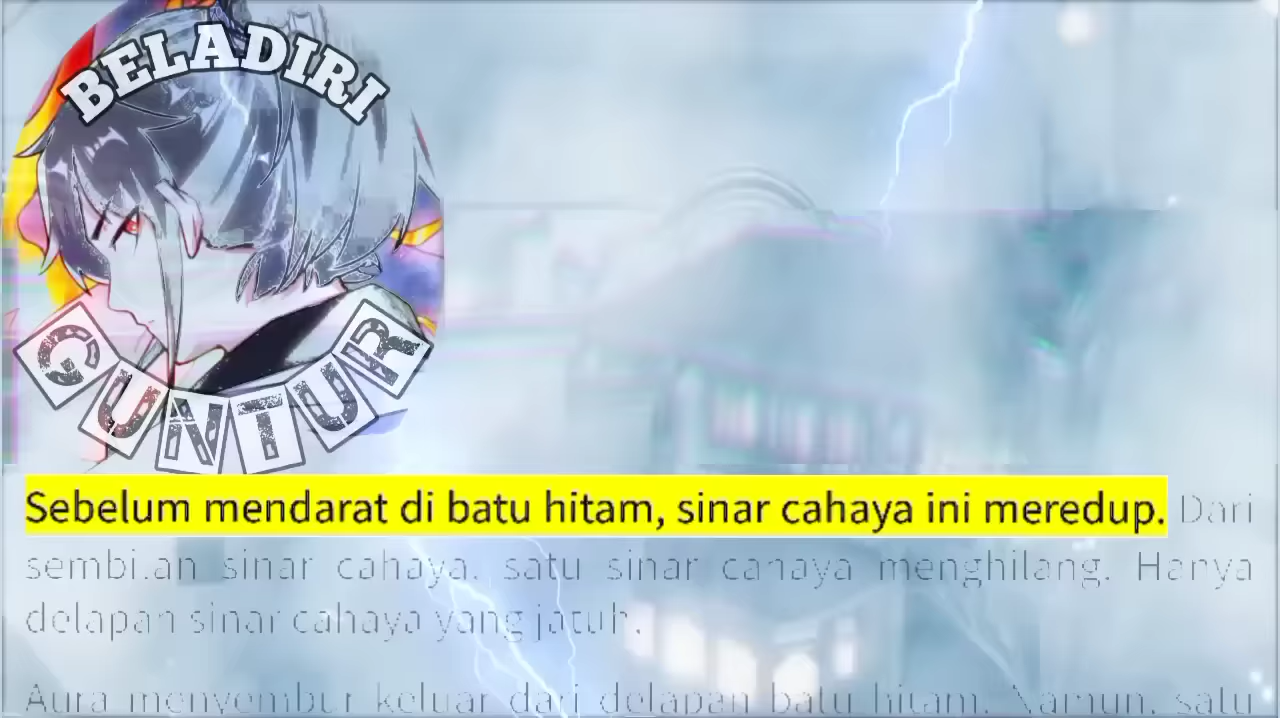 BELADIRI
GUNTUR
Sebelum mendarat di batu hitam, sinar cahaya ini meredup. Dari
sembilan sinar cahaya, satu sinar cahaya menghilang. Hanya
delapan sinar cahaya yang jatuh.
Aura menyembur keluar dari delapan batu hitam. Namun, satu